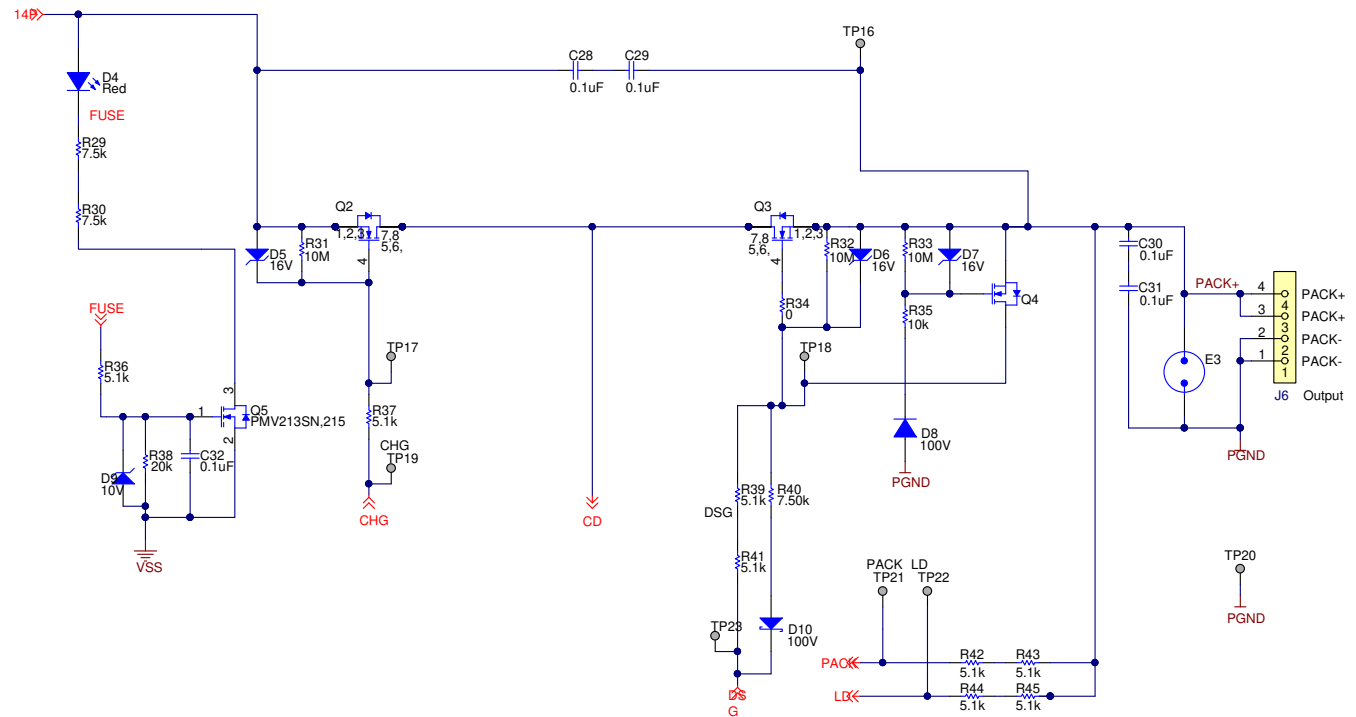 14P
TP16
C28
C29
0.1uF
0.1uF
D4
Red
FUSE
R29
7.5k
R30
7.5k
Q2
1,2,3
7,8
5,6,
4
D5
16V
R31
10M
Q3
7,8
5,6,
1,2,3
4
R32
10M
D6
16V
R33
10M
D7
16V
Q4
R34
0
R35
10k
C30
0.1uF
C31
0.1uF
PACK+
4
3
2
1
4
3
2
1
PACK+
PACK+
PACK-
PACK-
E3
J6
Output
PGND
FUSE
R36
5.1k
3
1
2
Q5
PMV213SN,215
D9
10V
R38
20k
C32
0.1uF
VSS
TP17
R37
5.1k
CHG
TP19
CHG
CD
TP18
D8
100V
PGND
R39
5.1k
DSG
R40
7.50k
R41
5.1k
TP23
D10
100V
DS
G
PACK
TP21
LD
TP22
PACK
LD
R42
5.1k
R43
5.1k
R44
5.1k
R45
5.1k
TP20
PGND